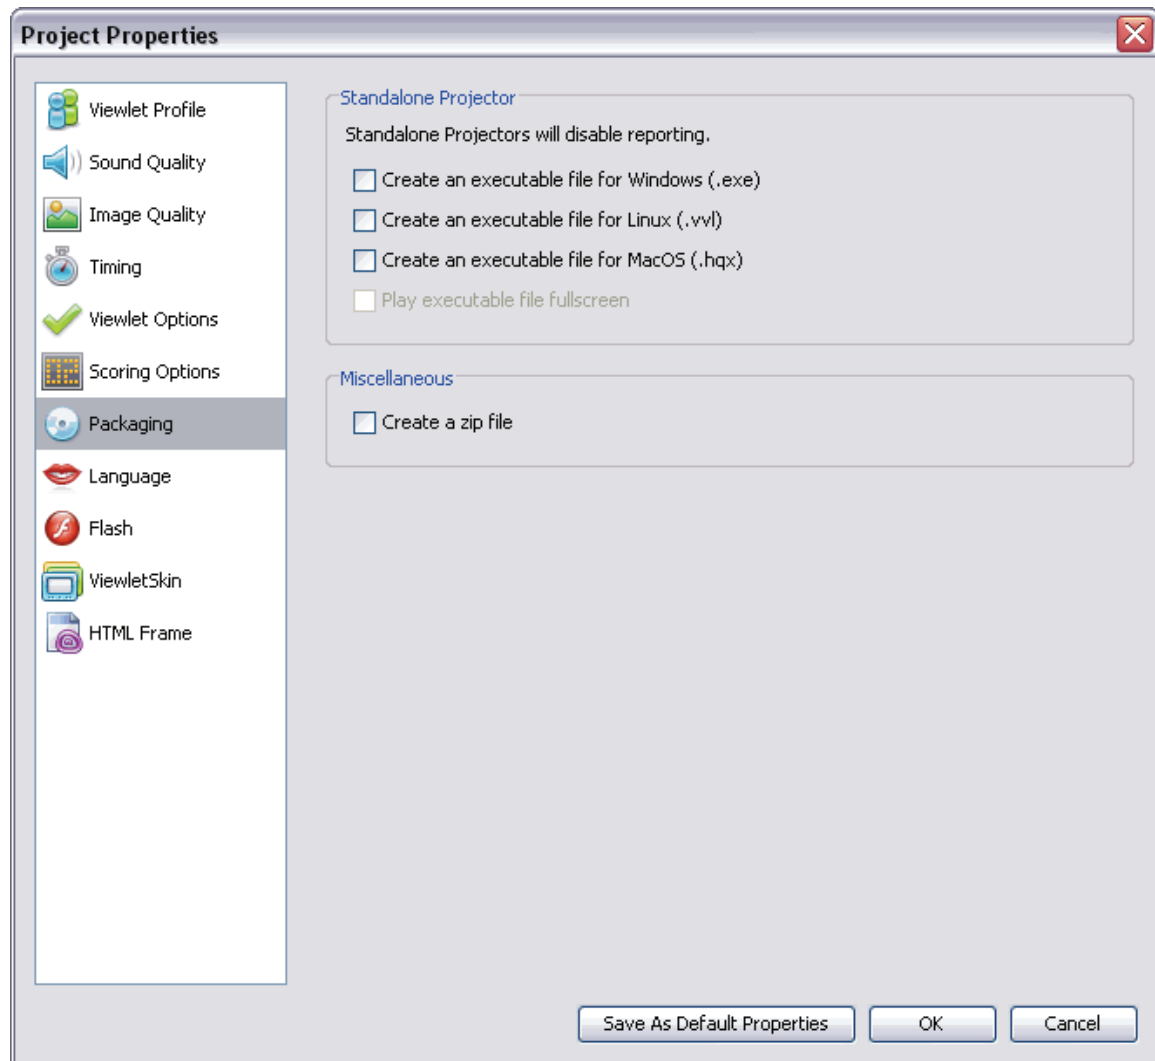 Project Properties
Viewlet Profile
Sound Quality
Image Quality
Timing
Viewlet Options
Scoring Options
Packaging
Language
Flash
ViewletSkin
HTML Frame
Standalone Projector
Standalone Projectors will disable reporting.
Create an executable file for Windows (.exe)
Create an executable file for Linux (.vvl)
Create an executable file for MacOS (.hqx)
Play executable file fullscreen
Miscellaneous
Create a zip file
Save As Default Properties
OK
Cancel